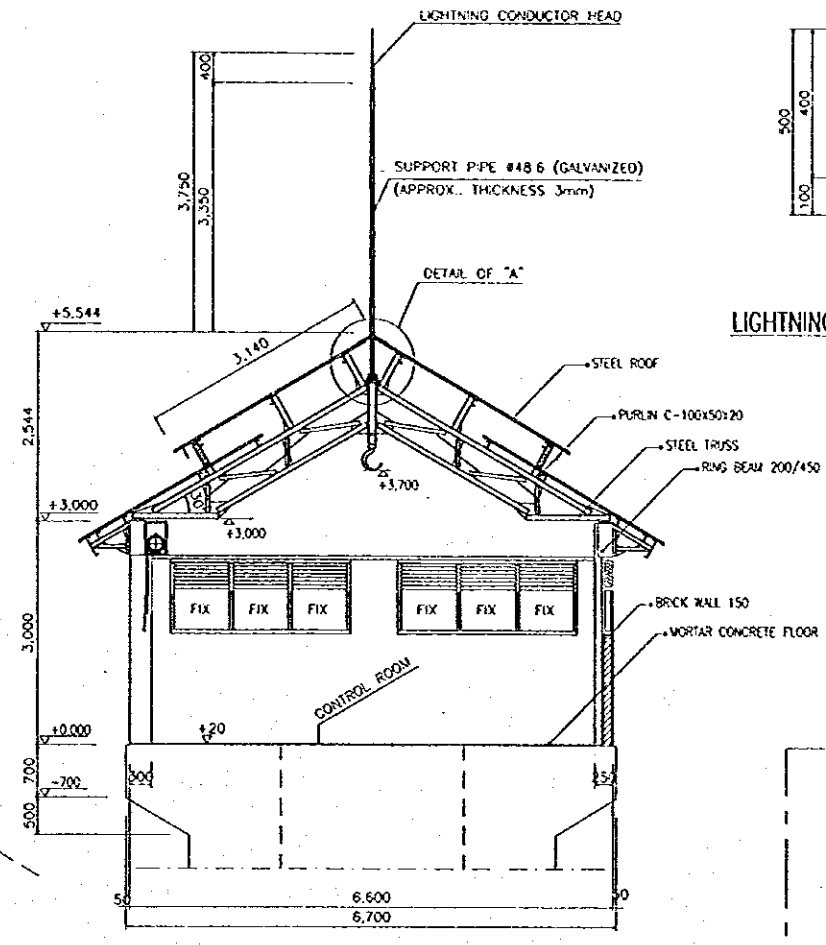 LIGHTNING CONDUCTOR HEAD
400
500
400
SUPPORT PIPE #48.6 (GALVANIZED)
(APPROX.. THICKNESS 3mm)
3,750
3,350
100
DETAIL OF "A"
+5,544
LIGHTNING
3,140
STEEL ROOF
2,544
PURLIN C-100X50X20
STEEL TRUSS
RING BEAM 200/450
+3,700
30
+3,000
+3,000
FIX
FIX
FIX
FIX
FIX
FIX
BRICK WALL 150
3,000
MORTAR CONCRETE FLOOR
CONTROL ROOM
+0.000
+20
700
300
250
-700
500
50
6.600
50
6,700